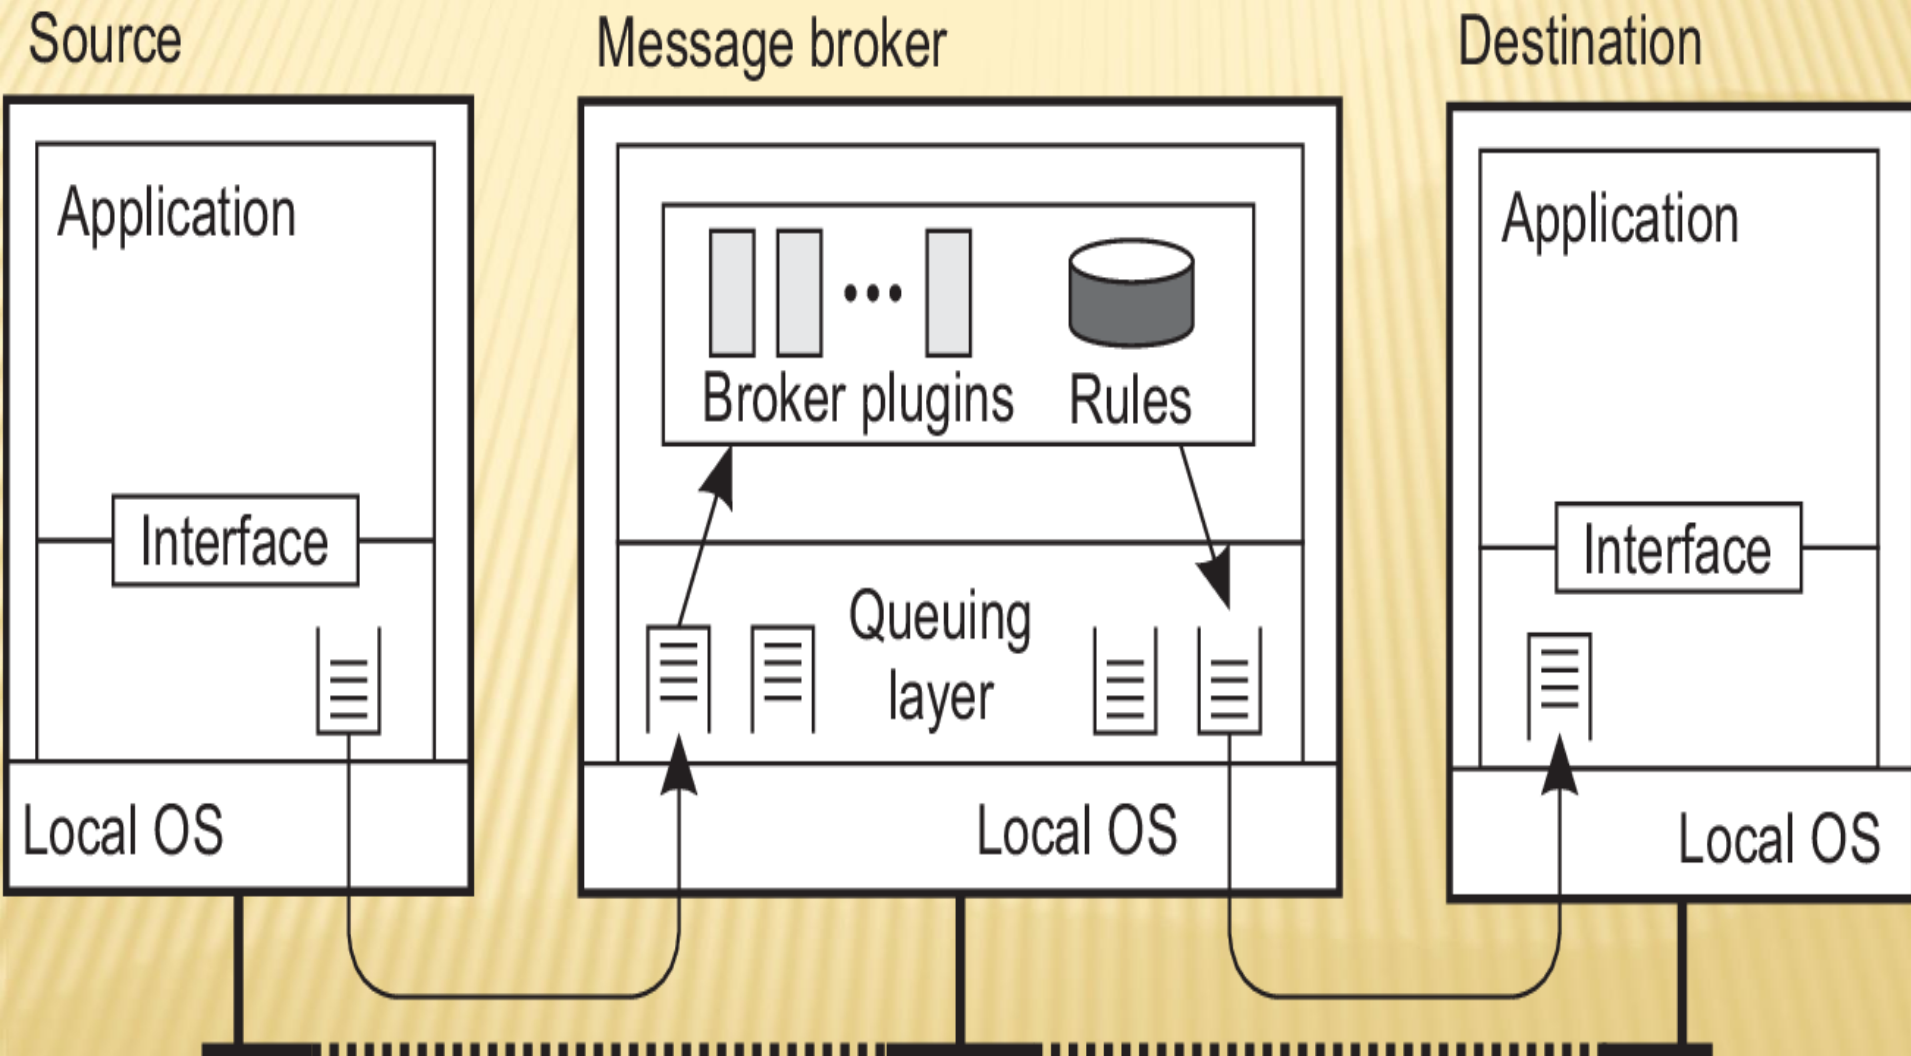 Source
Message broker
Destination
Application
Interface
Local OS
Broker plugins
Rules
Queuing
layer
Local OS
Application
Interface
Local OS